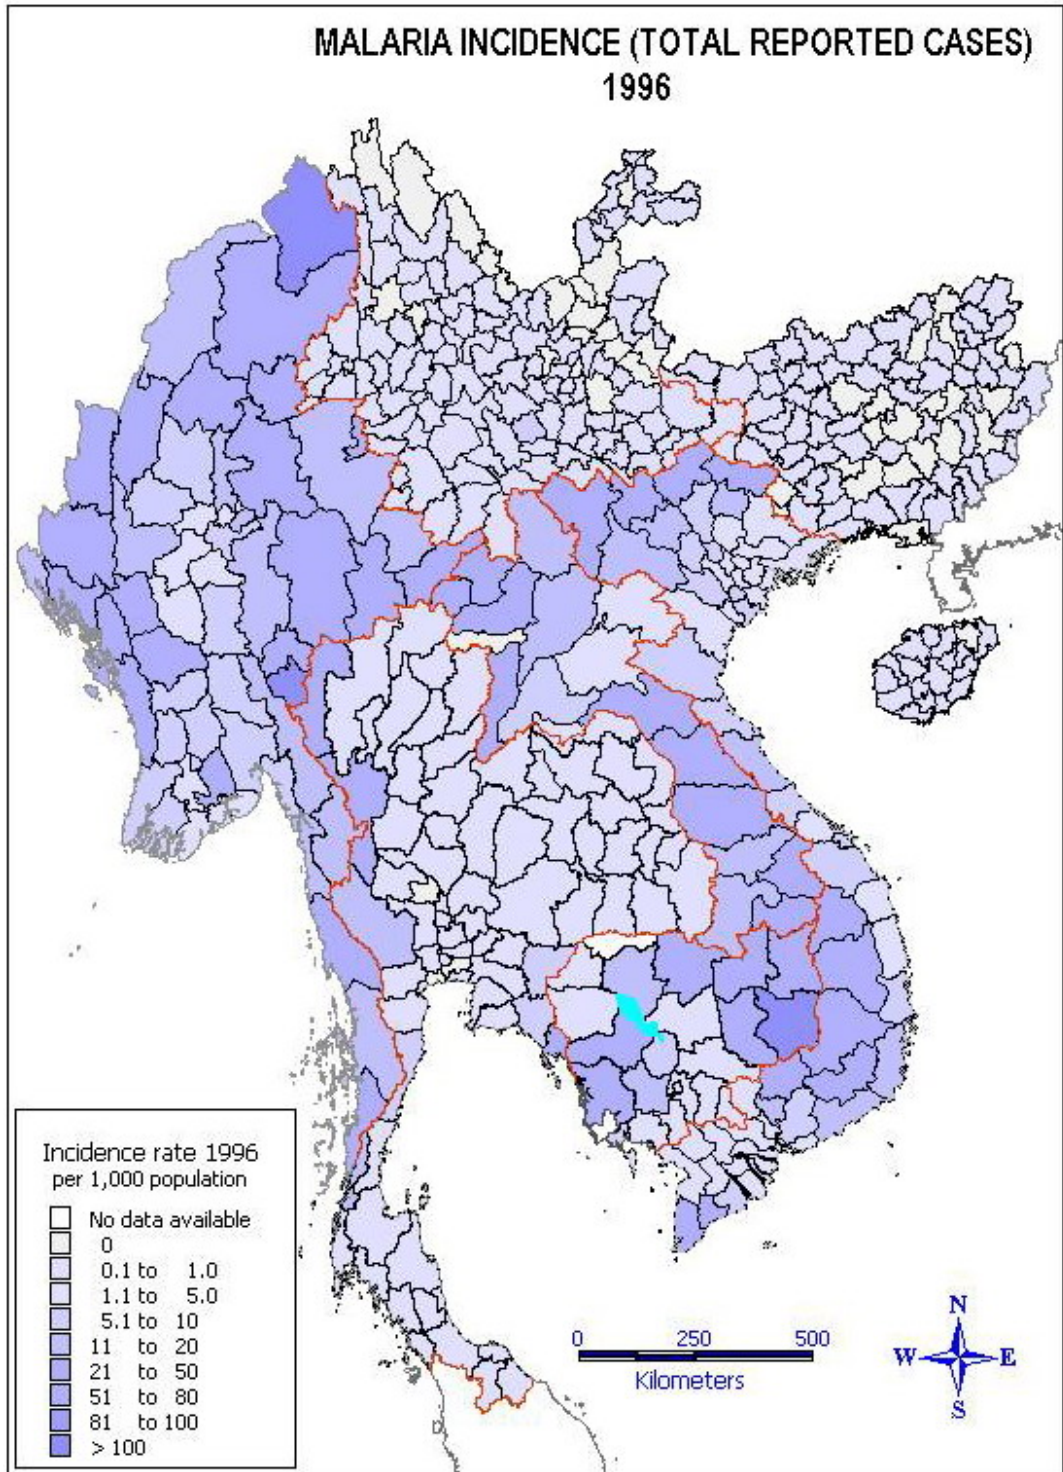 MALARIA INCIDENCE (TOTAL REPORTED CASES)
1996
Incidence rate 1996
per 1,000 population
No data available
0
0.1 to 1.0
1.1 to 5.0
5.1 to 10
11 to 20
21 to 50
51 to 80
81 to 100
> 100
0 250 500
Kilometers
N
W E
S